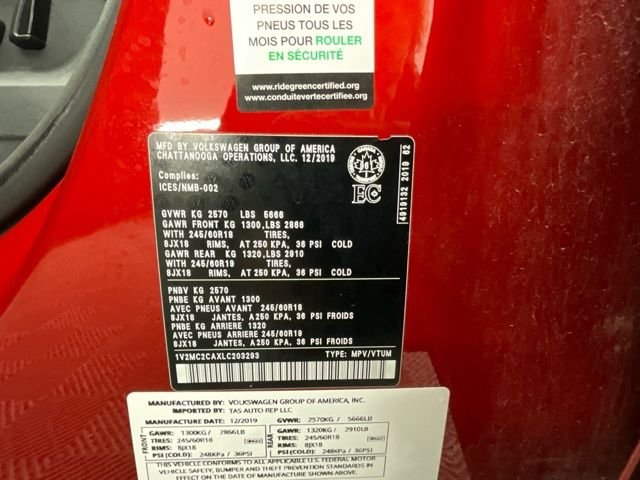 PRESSION DE VOS
PNEUS TOUS LES
MOIS POUR ROULER
EN SÉCURITÉ
www.ridegreencertified.org
www.conduitevertecertifiee.org
MFD BY VOLKSWAGEN GROUP OF AMERICA
CHATTANOOGA OPERATIONS, LLC. 12/2019
Complies:
ICES/NMB-002
EC
4919132 2019 02
GVWR KG 2570 LBS 5666
GAWR FRONT KG 1300,LBS 2866
WITH 245/60R18 TIRES,
8JX18 RIMS, AT 250 KPA, 36 PSI COLD
GAWR REAR KG 1320,LBS 2910
WITH 245/60R19 TIRES,
8JX18 RIMS, AT 250 KPA, 36 PSI COLD
PNBV KG 2570
PNBE KG AVANT 1300
AVEC PNEUS AVANT 245/60R18
8JX18 JANTES, A 250 KPA, 36 PSI FROIDS
PNBE KG ARRIERE 1320
AVEC PNEUS ARRIERE 245/60R19
8JX18 JANTES, A 250 KPA, 36 PSI FROIDS
1V2MC2CAXLC203293 TYPE: MPV/VTUM
MANUFACTURED BY: VOLKSWAGEN GROUP OF AMERICA, INC.
IMPORTED BY: TAS AUTO REP LLC
MANUFACTURE DATE: 12/2019 GVWR: 2570KG / 5666LB
FRONT GAWR: 1300KG / 2866LB REAR GAWR: 1320KG / 2910LB
TIRES: 245/60R18 TIRES: 245/60R18
RIMS: 8JX18 RIMS: 8JX18
PSI (COLD): 248KPA / 36PSI PSI (COLD): 248KPA / 36PSI
THIS VEHICLE CONFORMS TO ALL APPLICABLE U.S. FEDERAL MOTOR
VEHICLE SAFETY, BUMPER AND THEFT PREVENTION STANDARDS IN
EFFECT ON THE DATE OF MANUFACTURE SHOWN ABOVE.